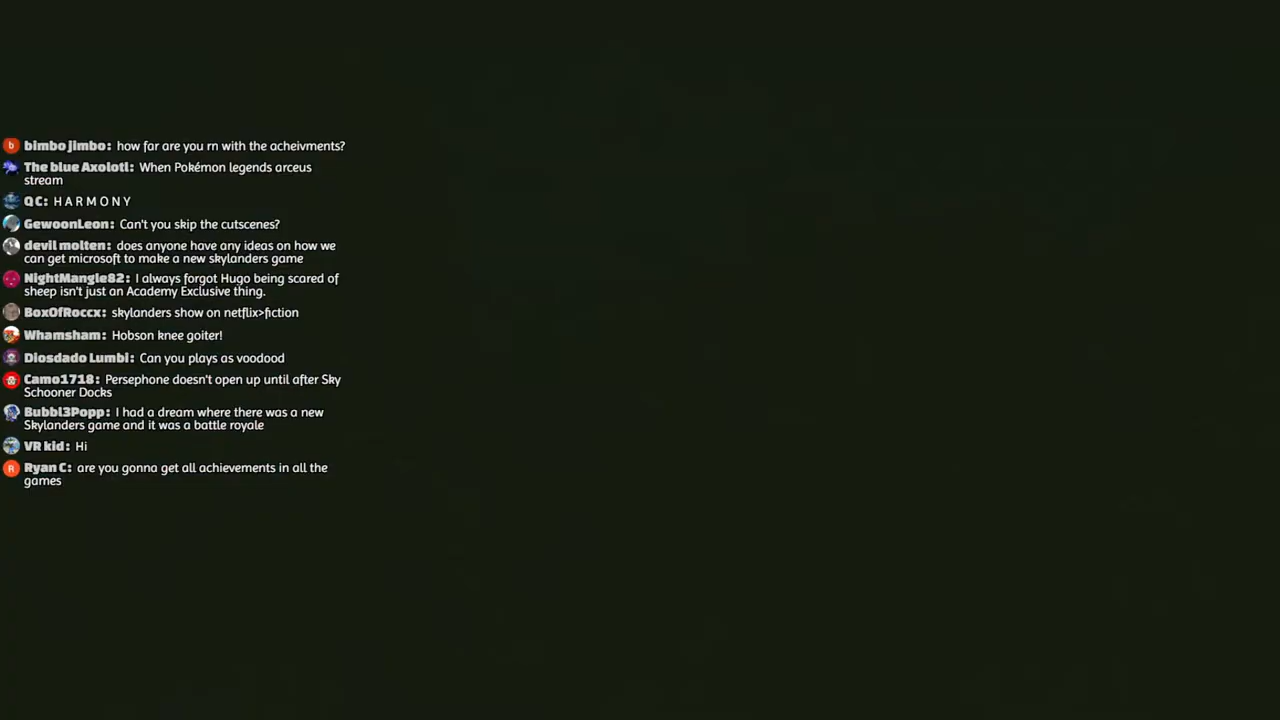 b
bimbo jimbo: how far are you rn with the acheivments?
The blue Axolotl: When Pokémon legends arceus
stream
QC: H A R M O N Y
GewoonLeon: Can't you skip the cutscenes?
devil molten: does anyone have any ideas on how we
can get microsoft to make a new skylanders game
NightMangle82: I always forgot Hugo being scared of
sheep isn't just an Academy Exclusive thing.
BoxOfRoccx: skylanders show on netflix>fiction
Whamsham: Hobson knee goiter!
Diosdado Lumbi: Can you plays as voodood
Camo1718: Persephone doesn't open up until after Sky
Schooner Docks
Bubbl3Popp: I had a dream where there was a new
Skylanders game and it was a battle royale
VR kid: Hi
R
Ryan C: are you gonna get all achievements in all the
games